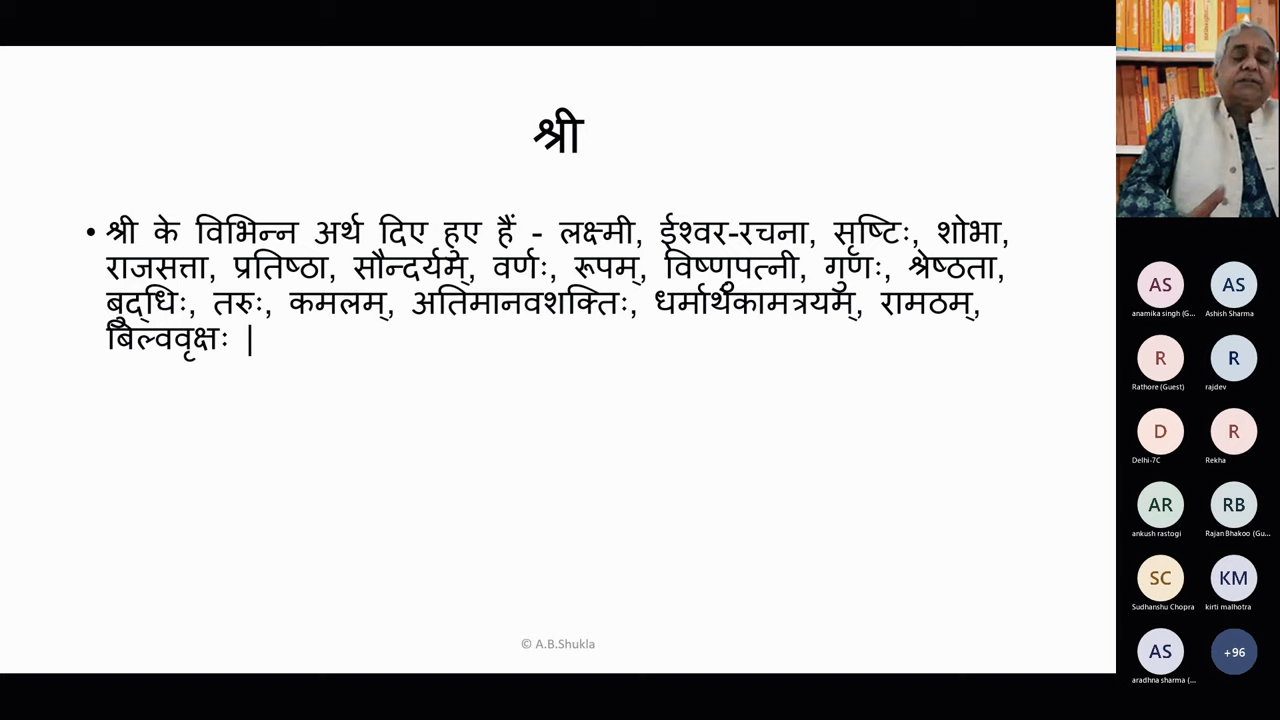 श्री
• श्री के विभिन्न अर्थ दिए हुए हैं - लक्ष्मी, ईश्वर-रचना, सृष्टिः, शोभा,
राजसत्ता, प्रतिष्ठा, सौन्दर्यम्, वर्णः, रूपम्, विष्णुपत्नी, गुणः, श्रेष्ठता,
बुद्धिः, तरुः, कमलम्, अतिमानवशक्तिः, धर्मार्थकामत्रयम्, रामठम्,
बिल्ववृक्षः |
© A.B.Shukla
AS AS
anamika singh (G... Ashish Sharma
R R
Rathore (Guest) rajdev
D R
Delhi-7C Rekha
AR RB
ankush rastogi Rajan Bhakoo (Gu...
SC KM
Sudhanshu Chopra kirti malhotra
AS +96
aradhna sharma (...